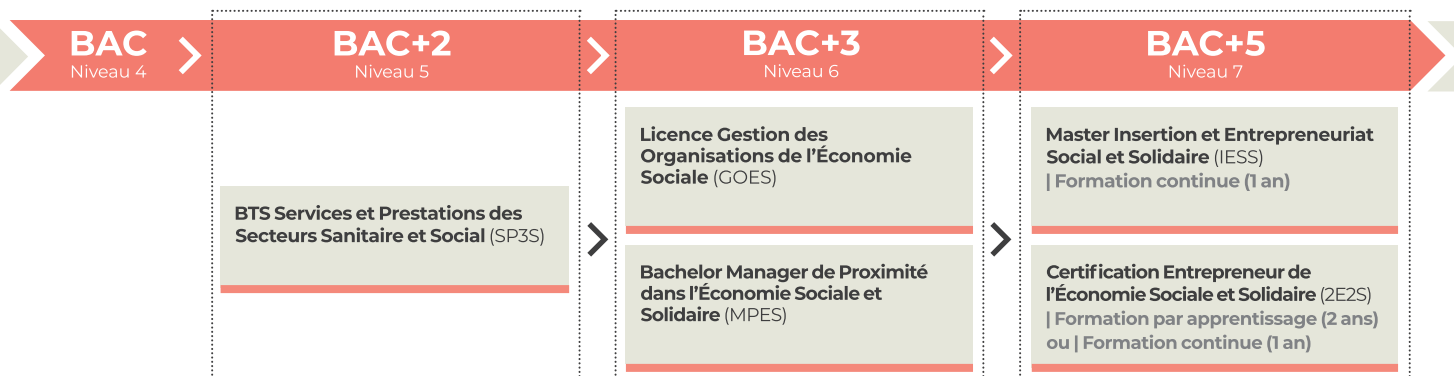 BAC
Niveau 4
BAC+2
Niveau 5
BAC+3
Niveau 6
BAC+5
Niveau 7
BTS Services et Prestations des
Secteurs Sanitaire et Social (SP3S)
Licence Gestion des
Organisations de l'Économie
Sociale (GOES)
Bachelor Manager de Proximité
dans l'Économie Sociale et
Solidaire (MPES)
Master Insertion et Entrepreneuriat
Social et Solidaire (IESS)
| Formation continue (1 an)
Certification Entrepreneur de
l'Économie Sociale et Solidaire (2E2S)
| Formation par apprentissage (2 ans)
ou | Formation continue (1 an)